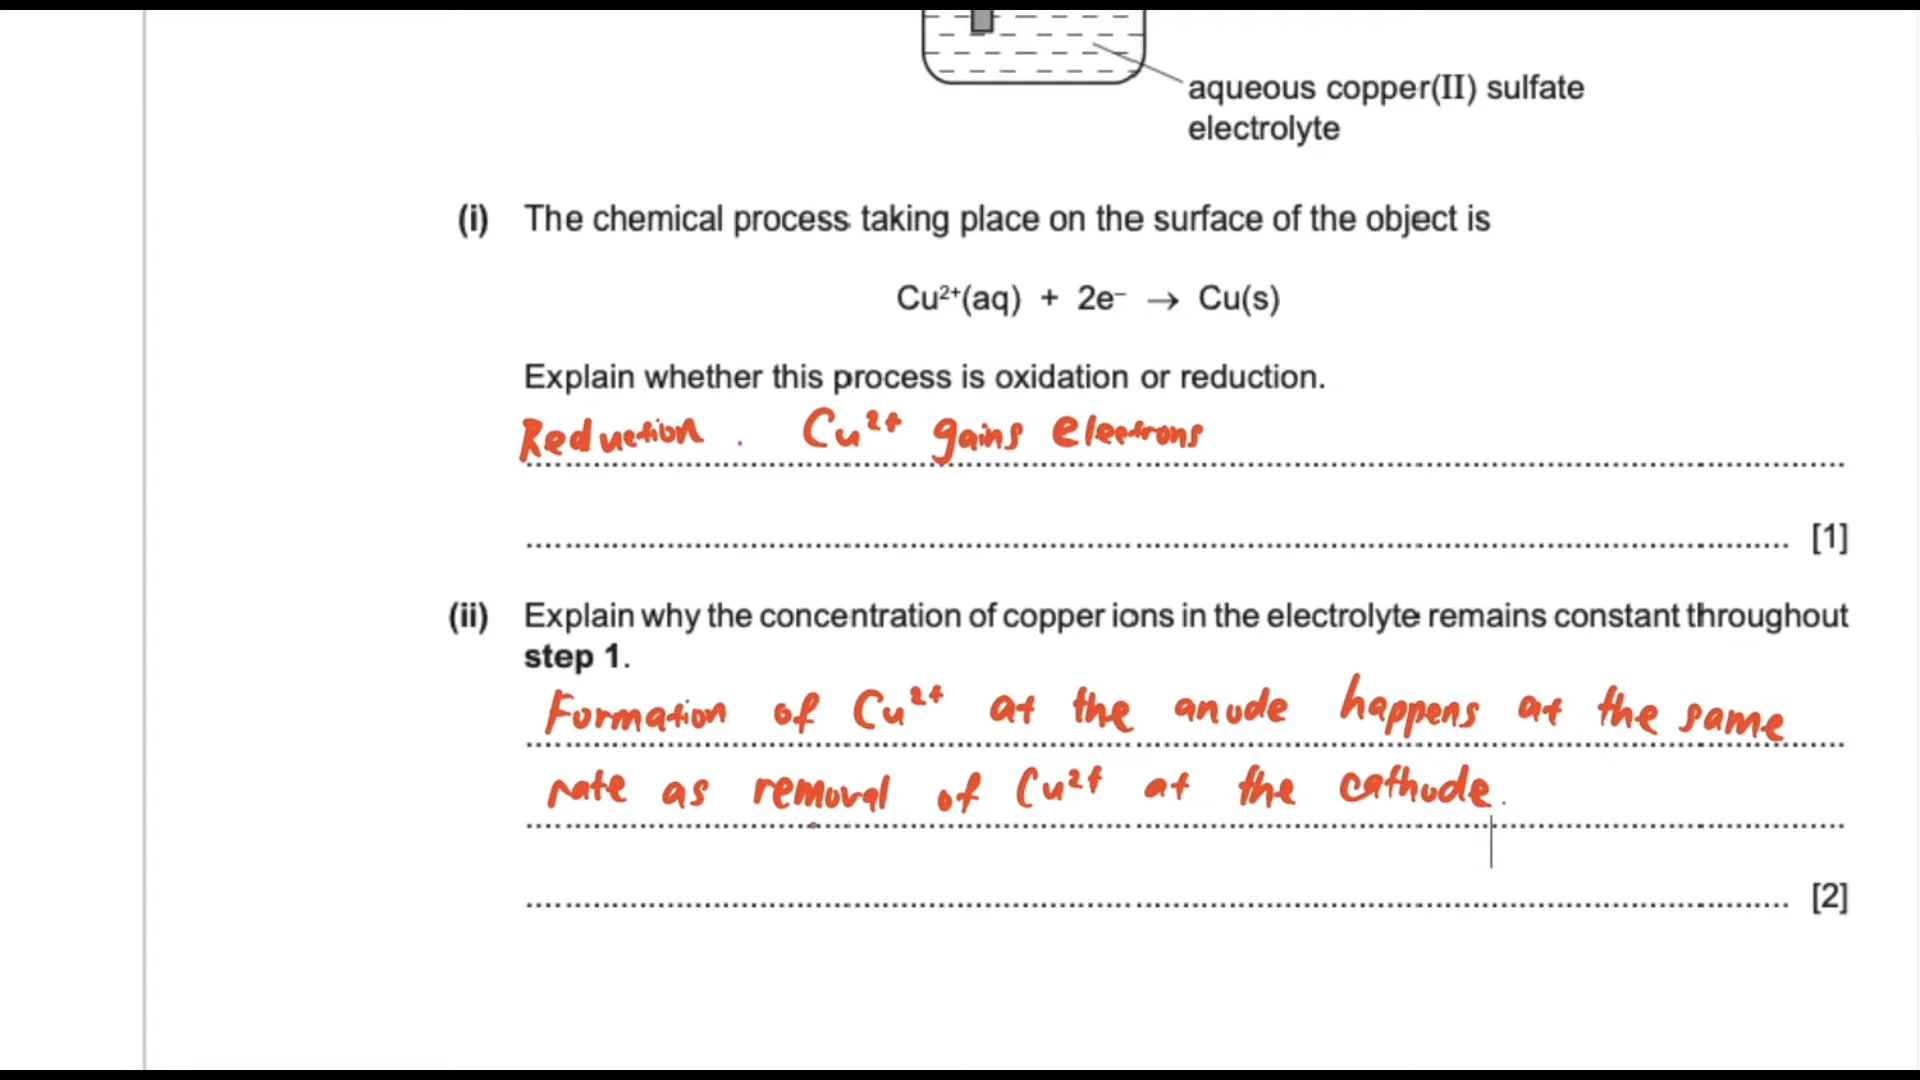 aqueous copper(II) sulfate
electrolyte
(i) The chemical process taking place on the surface of the object is
Cu²⁺(aq) + 2e⁻ → Cu(s)
Explain whether this process is oxidation or reduction.
Reduction. Cu²⁺ gains electrons
[1]
(ii) Explain why the concentration of copper ions in the electrolyte remains constant throughout
step 1.
Formation of Cu²⁺ at the anode happens at the same
rate as removal of Cu²⁺ at the cathode.
[2]